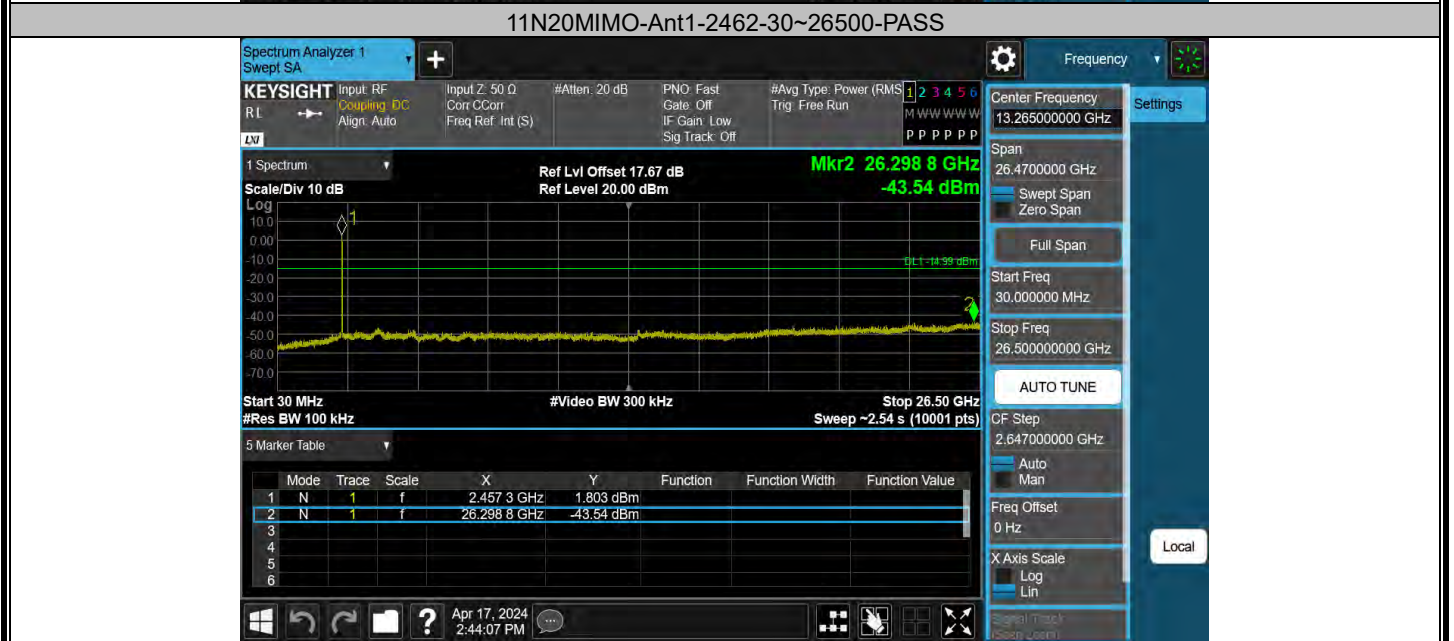 11N20MIMO-Ant1-2462-30~26500-PASS
Spectrum Analyzer 1
Swept SA
+
Frequency
KEYSIGHT
RL
LXI
Input: RF
Coupling: DC
Align: Auto
Input Z: 50 Ω
Corr CCorr
Freq Ref: Int (S)
#Atten: 20 dB
PNO: Fast
Gate: Off
IF Gain: Low
Sig Track: Off
#Avg Type: Power (RMS
Trig: Free Run
1 2 3 4 5 6
M W W W W W
P P P P P P
Center Frequency
13.265000000 GHz
Settings
Span
26.4700000 GHz
Swept Span
Zero Span
Full Span
Start Freq
30.000000 MHz
Stop Freq
26.500000000 GHz
AUTO TUNE
CF Step
2.647000000 GHz
Auto
Man
Freq Offset
0 Hz
X Axis Scale
Log
Lin
Signal Track
(Span Zoom)
Local
1 Spectrum
Scale/Div 10 dB
Log
Ref Lvl Offset 17.67 dB
Ref Level 20.00 dBm
Mkr2 26.298 8 GHz
-43.54 dBm
10.0
0.00
-10.0
-20.0
-30.0
-40.0
-50.0
-60.0
-70.0
1
DL1 -14.99 dBm
2
Start 30 MHz
#Video BW 300 kHz
Stop 26.50 GHz
#Res BW 100 kHz
Sweep ~2.54 s (10001 pts)
5 Marker Table
Mode Trace Scale X Y Function Function Width Function Value
1 N 1 f 2.457 3 GHz 1.803 dBm
2 N 1 f 26.298 8 GHz -43.54 dBm
3
4
5
6
?
Apr 17, 2024
2:44:07 PM